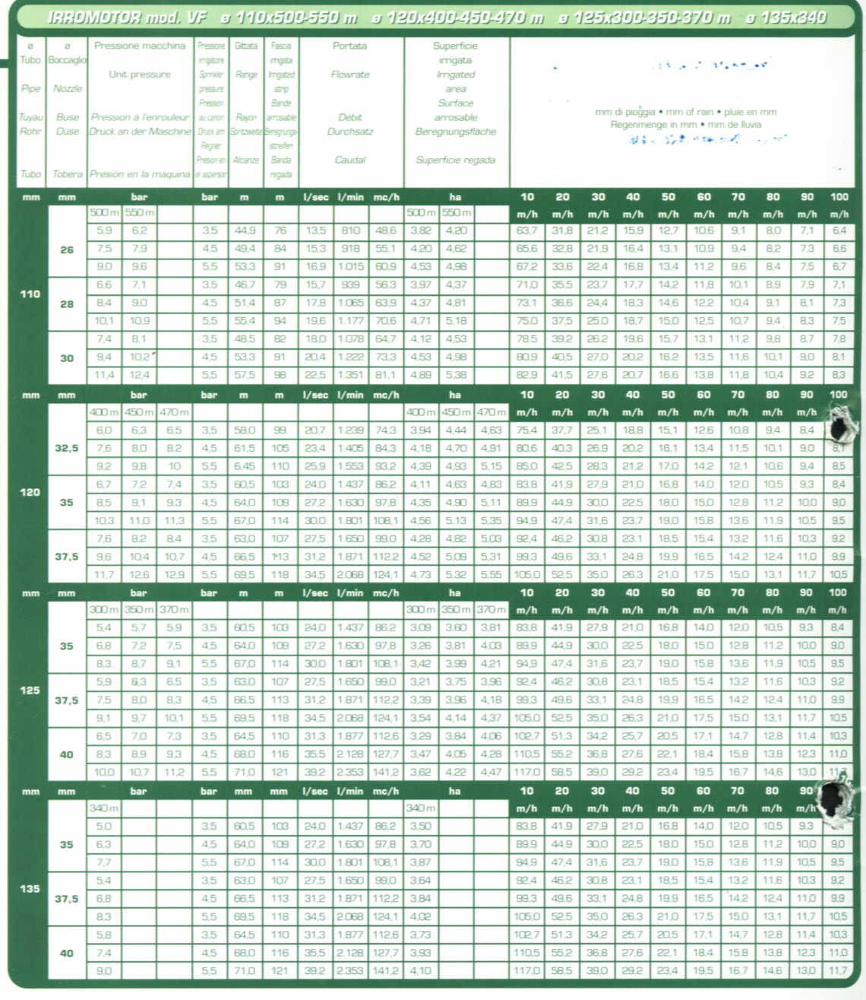 IRROMOTOR mod. VF ø 110x500-550 m ø 120x400-450-470 m ø 125x300-350-370 m ø 135x340
ø Tubo Pipe Tuyau Rohr Tubo
ø Boccaglio Nozzle Buse Düse Tobera
Pressione macchina Unit pressure Pression à l'enrouleur Druck an der Maschine Presión en la máquina
Pressione irrigatore Sprinkler pressure Pression au canon Druck am Regner Presión en el aspersor
Gittata Range Rayon Spritzweite Alcanze
Fascia irrigata Irrigated strip Bande arrosable Beregnungs-streifen Banda regada
Portata Flowrate Débit Durchsatz Caudal
Superficie irrigata Irrigated area Surface arrosable Beregnungsfläche Superficie regada
mm di pioggia • mm of rain • pluie en mm
Regenmenge in mm • mm de lluvia
mm mm bar bar m m l/sec l/min mc/h ha 10 20 30 40 50 60 70 80 90 100
500 m 550 m 500 m 550 m m/h m/h m/h m/h m/h m/h m/h m/h m/h m/h
5,9 6,2 3,5 44,9 76 13,5 810 48,6 3,82 4,20 63,7 31,8 21,2 15,9 12,7 10,6 9,1 8,0 7,1 6,4
26 7,5 7,9 4,5 49,4 84 15,3 918 55,1 4,20 4,62 65,6 32,8 21,9 16,4 13,1 10,9 9,4 8,2 7,3 6,6
9,0 9,6 5,5 53,3 91 16,9 1.015 60,9 4,53 4,98 67,2 33,6 22,4 16,8 13,4 11,2 9,6 8,4 7,5 6,7
110 6,6 7,1 3,5 46,7 79 15,7 939 56,3 3,97 4,37 71,0 35,5 23,7 17,7 14,2 11,8 10,1 8,9 7,9 7,1
28 8,4 9,0 4,5 51,4 87 17,8 1.065 63,9 4,37 4,81 73,1 36,6 24,4 18,3 14,6 12,2 10,4 9,1 8,1 7,3
10,1 10,9 5,5 55,4 94 19,6 1.177 70,6 4,71 5,18 75,0 37,5 25,0 18,7 15,0 12,5 10,7 9,4 8,3 7,5
7,4 8,1 3,5 48,5 82 18,0 1.078 64,7 4,12 4,53 78,5 39,2 26,2 19,6 15,7 13,1 11,2 9,8 8,7 7,8
30 9,4 10,2 4,5 53,3 91 20,4 1.222 73,3 4,53 4,98 80,9 40,5 27,0 20,2 16,2 13,5 11,6 10,1 9,0 8,1
11,4 12,4 5,5 57,5 98 22,5 1.351 81,1 4,89 5,38 82,9 41,5 27,6 20,7 16,6 13,8 11,8 10,4 9,2 8,3
mm mm bar bar m m l/sec l/min mc/h ha 10 20 30 40 50 60 70 80 90 100
400 m 450 m 470 m 400 m 450 m 470 m m/h m/h m/h m/h m/h m/h m/h m/h m/h
6,0 6,3 6,5 3,5 58,0 99 20,7 1.239 74,3 3,94 4,44 4,63 75,4 37,7 25,1 18,8 15,1 12,6 10,8 9,4 8,4
32,5 7,6 8,0 8,2 4,5 61,5 105 23,4 1.405 84,3 4,18 4,70 4,91 80,6 40,3 26,9 20,2 16,1 13,4 11,5 10,1 9,0 8,1
9,2 9,8 10 5,5 6,45 110 25,9 1.553 93,2 4,39 4,93 5,15 85,0 42,5 28,3 21,2 17,0 14,2 12,1 10,6 9,4 8,5
120 6,7 7,2 7,4 3,5 60,5 103 24,0 1.437 86,2 4,11 4,63 4,83 83,8 41,9 27,9 21,0 16,8 14,0 12,0 10,5 9,3 8,4
35 8,5 9,1 9,3 4,5 64,0 109 27,2 1.630 97,8 4,35 4,90 5,11 89,9 44,9 30,0 22,5 18,0 15,0 12,8 11,2 10,0 9,0
10,3 11,0 11,3 5,5 67,0 114 30,0 1.801 108,1 4,56 5,13 5,35 94,9 47,4 31,6 23,7 19,0 15,8 13,6 11,9 10,5 9,5
7,6 8,2 8,4 3,5 63,0 107 27,5 1.650 99,0 4,28 4,82 5,03 92,4 46,2 30,8 23,1 18,5 15,4 13,2 11,6 10,3 9,2
37,5 9,6 10,4 10,7 4,5 66,5 113 31,2 1.871 112,2 4,52 5,09 5,31 99,3 49,6 33,1 24,8 19,9 16,5 14,2 12,4 11,0 9,9
11,7 12,6 12,9 5,5 69,5 118 34,5 2.068 124,1 4,73 5,32 5,55 105,0 52,5 35,0 26,3 21,0 17,5 15,0 13,1 11,7 10,5
mm mm bar bar m m l/sec l/min mc/h ha 10 20 30 40 50 60 70 80 90 100
300 m 350 m 370 m 300 m 350 m 370 m m/h m/h m/h m/h m/h m/h m/h m/h m/h m/h
5,4 5,7 5,9 3,5 60,5 103 24,0 1.437 86,2 3,09 3,60 3,81 83,8 41,9 27,9 21,0 16,8 14,0 12,0 10,5 9,3 8,4
35 6,8 7,2 7,5 4,5 64,0 109 27,2 1.630 97,8 3,26 3,81 4,03 89,9 44,9 30,0 22,5 18,0 15,0 12,8 11,2 10,0 9,0
8,3 8,7 9,1 5,5 67,0 114 30,0 1.801 108,1 3,42 3,99 4,21 94,9 47,4 31,6 23,7 19,0 15,8 13,6 11,9 10,5 9,5
125 5,9 6,3 6,5 3,5 63,0 107 27,5 1.650 99,0 3,21 3,75 3,96 92,4 46,2 30,8 23,1 18,5 15,4 13,2 11,6 10,3 9,2
37,5 7,5 8,0 8,3 4,5 66,5 113 31,2 1.871 112,2 3,39 3,96 4,18 99,3 49,6 33,1 24,8 19,9 16,5 14,2 12,4 11,0 9,9
9,1 9,7 10,1 5,5 69,5 118 34,5 2.068 124,1 3,54 4,14 4,37 105,0 52,5 35,0 26,3 21,0 17,5 15,0 13,1 11,7 10,5
6,5 7,0 7,3 3,5 64,5 110 31,3 1.877 112,6 3,29 3,84 4,06 102,7 51,3 34,2 25,7 20,5 17,1 14,7 12,8 11,4 10,3
40 8,3 8,9 9,3 4,5 68,0 116 35,5 2.128 127,7 3,47 4,05 4,28 110,5 55,2 36,8 27,6 22,1 18,4 15,8 13,8 12,3 11,0
10,0 10,7 11,2 5,5 71,0 121 39,2 2.353 141,2 3,62 4,22 4,47 117,0 58,5 39,0 29,2 23,4 19,5 16,7 14,6 13,0
mm mm bar bar mm mm l/sec l/min mc/h ha 10 20 30 40 50 60 70 80 90
340 m 340 m m/h m/h m/h m/h m/h m/h m/h m/h m/h
5,0 3,5 60,5 103 24,0 1.437 86,2 3,50 83,8 41,9 27,9 21,0 16,8 14,0 12,0 10,5 9,3
35 6,3 4,5 64,0 109 27,2 1.630 97,8 3,70 89,9 44,9 30,0 22,5 18,0 15,0 12,8 11,2 10,0 9,0
7,7 5,5 67,0 114 30,0 1.801 108,1 3,87 94,9 47,4 31,6 23,7 19,0 15,8 13,6 11,9 10,5 9,5
135 5,4 3,5 63,0 107 27,5 1.650 99,0 3,64 92,4 46,2 30,8 23,1 18,5 15,4 13,2 11,6 10,3 9,2
37,5 6,8 4,5 66,5 113 31,2 1.871 112,2 3,84 99,3 49,6 33,1 24,8 19,9 16,5 14,2 12,4 11,0 9,9
8,3 5,5 69,5 118 34,5 2.068 124,1 4,02 105,0 52,5 35,0 26,3 21,0 17,5 15,0 13,1 11,7 10,5
5,8 3,5 64,5 110 31,3 1.877 112,6 3,73 102,7 51,3 34,2 25,7 20,5 17,1 14,7 12,8 11,4 10,3
40 7,4 4,5 68,0 116 35,5 2.128 127,7 3,93 110,5 55,2 36,8 27,6 22,1 18,4 15,8 13,8 12,3 11,0
9,0 5,5 71,0 121 39,2 2.353 141,2 4,10 117,0 58,5 39,0 29,2 23,4 19,5 16,7 14,6 13,0 11,7